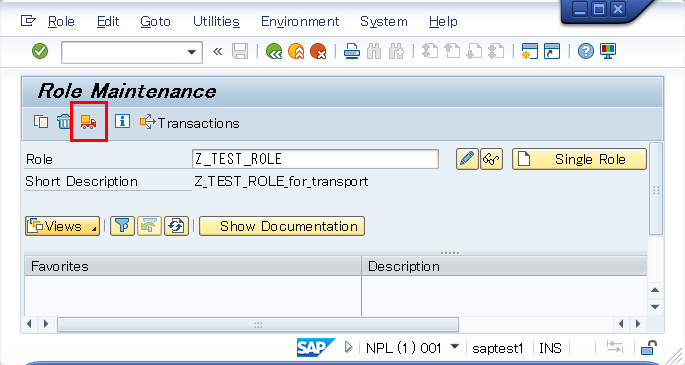 Role Edit Goto Utilities Environment System Help
Role Maintenance
Transactions
Role Z_TEST_ROLE Single Role
Short Description Z_TEST_ROLE_for_transport
Views Show Documentation
Favorites Description
SAP NPL (1) 001 saptest1 INS